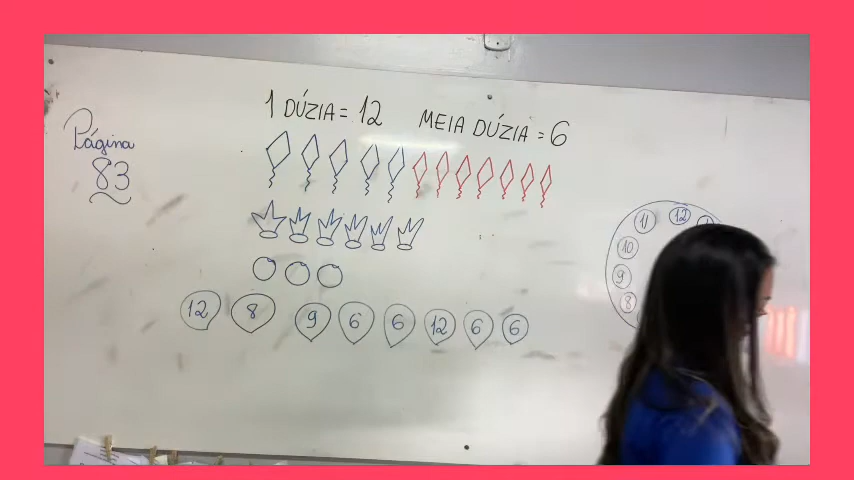 1 DÚZIA = 12 MEIA DÚZIA = 6
Página
83
12 8 9 6 6 12 6 6
11 12
10
9
8